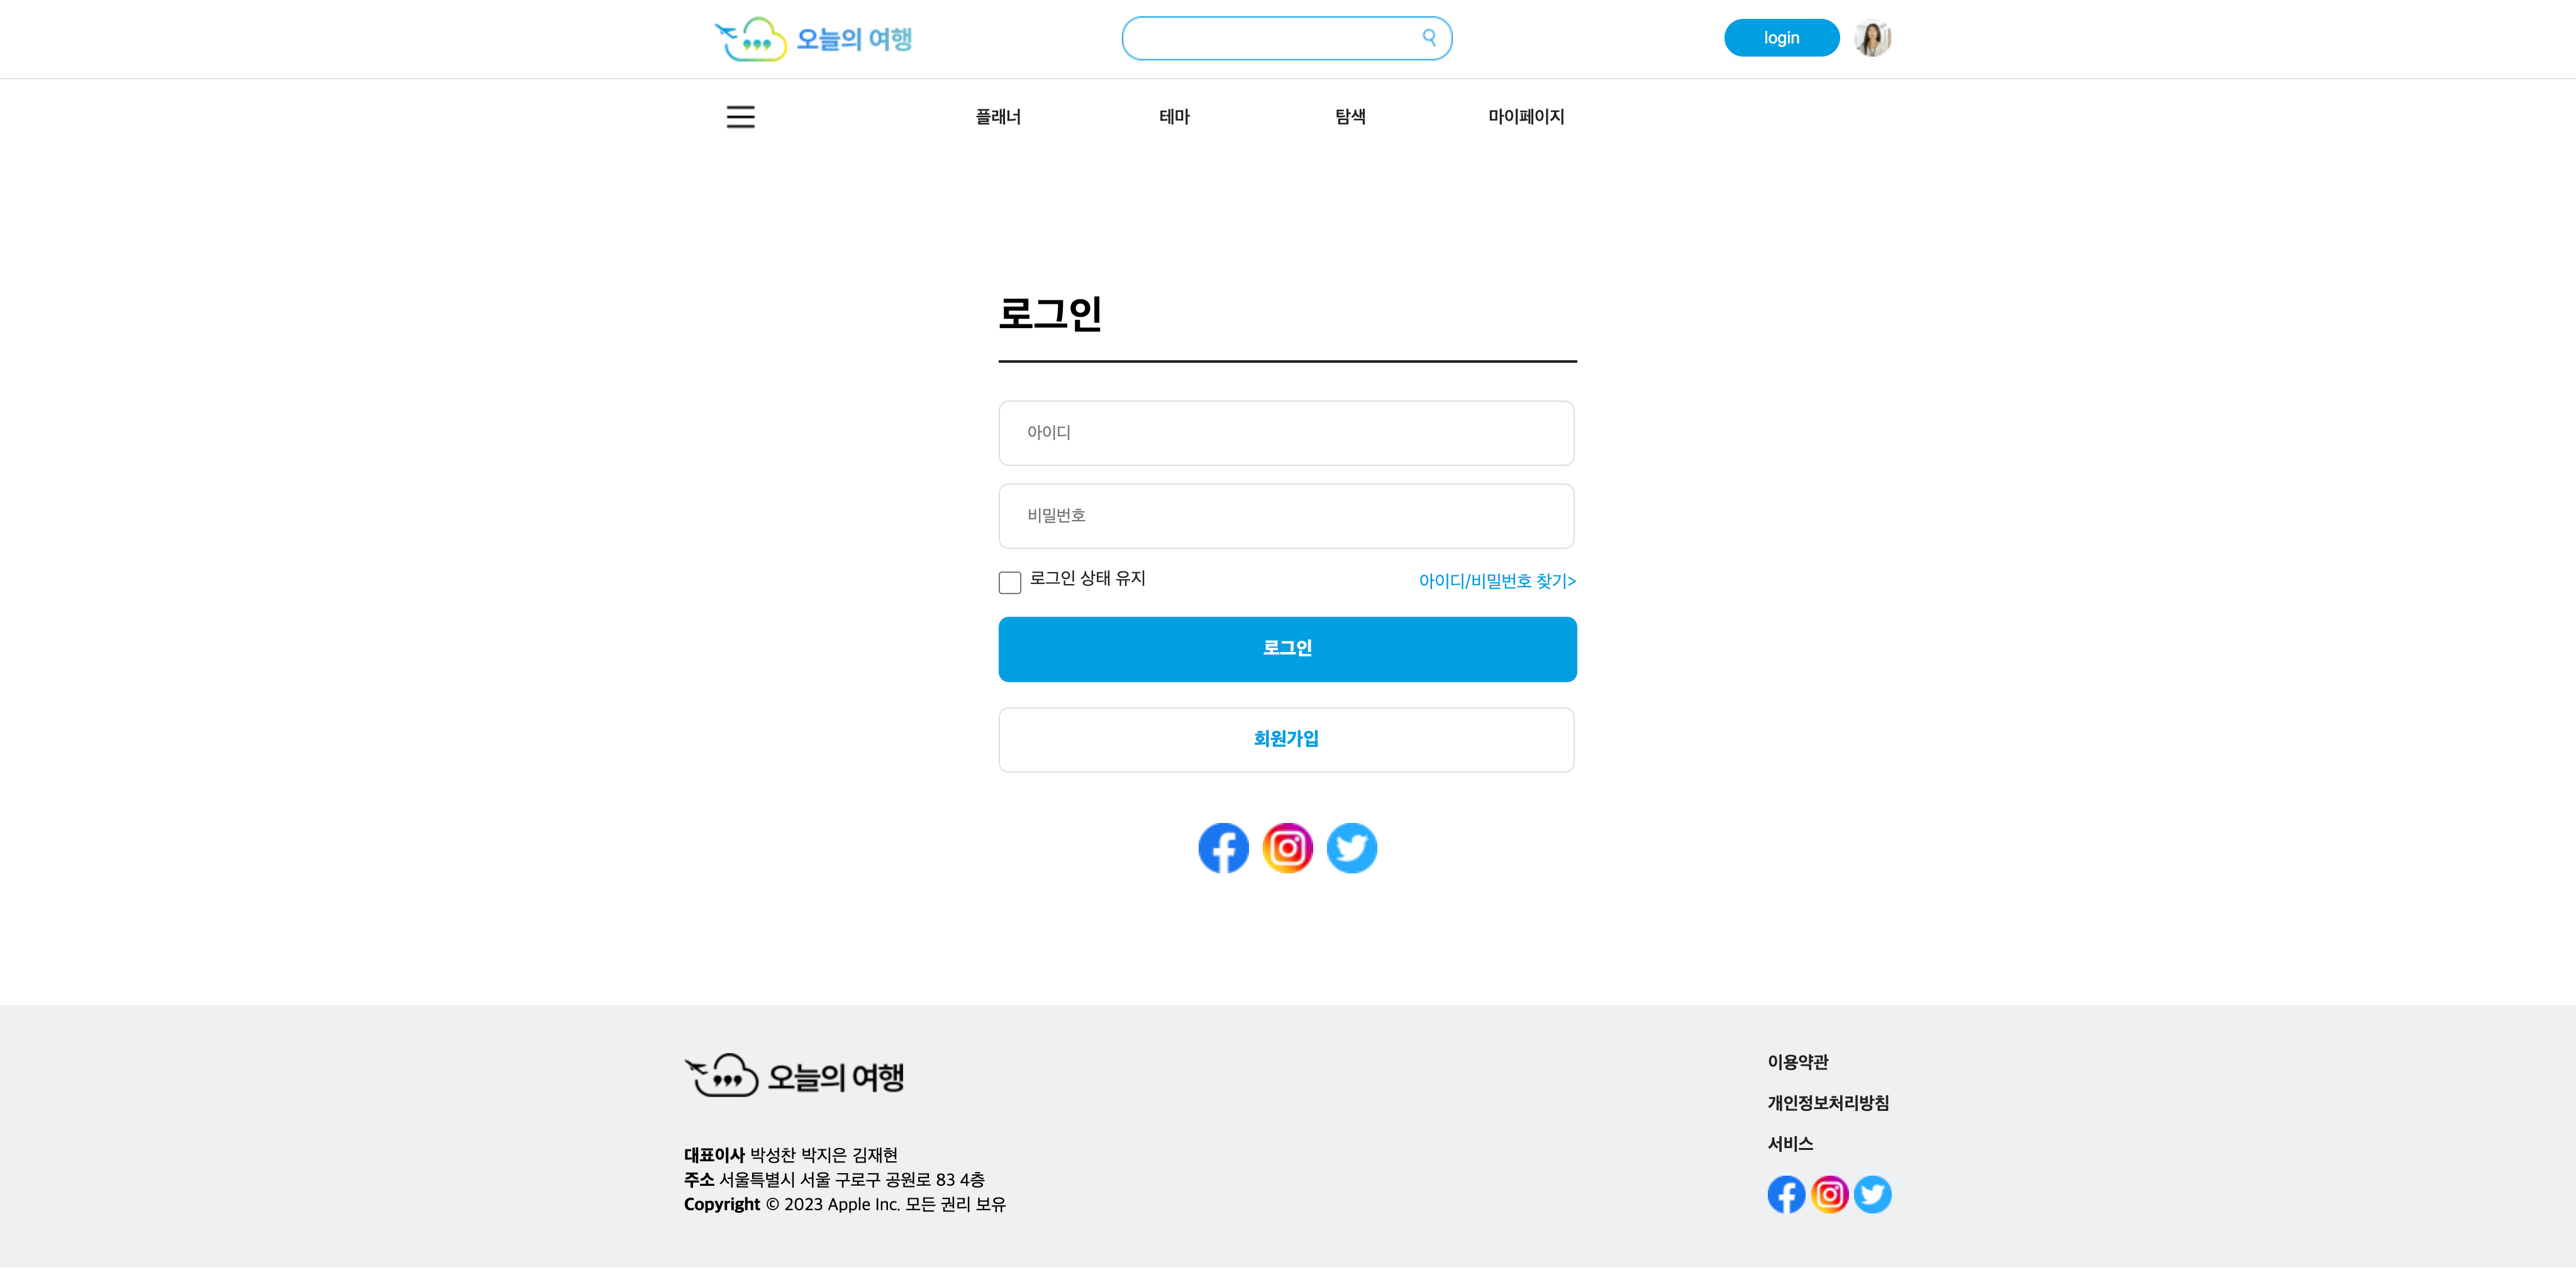 오늘의 여행
login
플래너
테마
탐색
마이페이지
로그인
아이디
비밀번호
로그인 상태 유지
아이디/비밀번호 찾기>
로그인
회원가입
오늘의 여행
대표이사 박성찬 박지은 김재현
주소 서울특별시 서울 구로구 공원로 83 4층
Copyright © 2023 Apple Inc. 모든 권리 보유
이용약관
개인정보처리방침
서비스